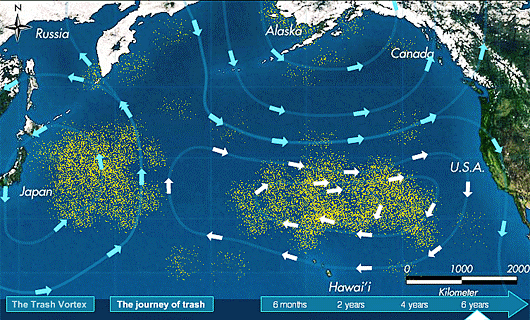 Russia
Alaska
Canada
U.S.A.
Japan
Hawai'i
0 1000 2000
Kilometer
The Trash Vortex
The journey of trash
6 months 2 years 4 years 6 years
N